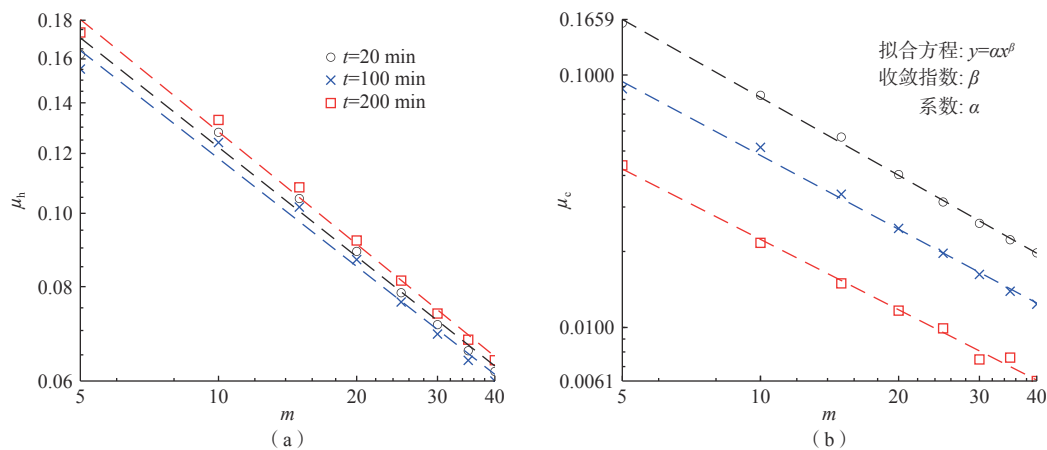 0.18
0.16
0.14
0.12
0.10
0.08
0.06
μh
t=20 min
t=100 min
t=200 min
5
10
20
30
40
m
(a)
0.1659
0.1000
0.0100
0.0061
μc
拟合方程: y=αx^β
收敛指数: β
系数: α
5
10
20
30
40
m
(b)